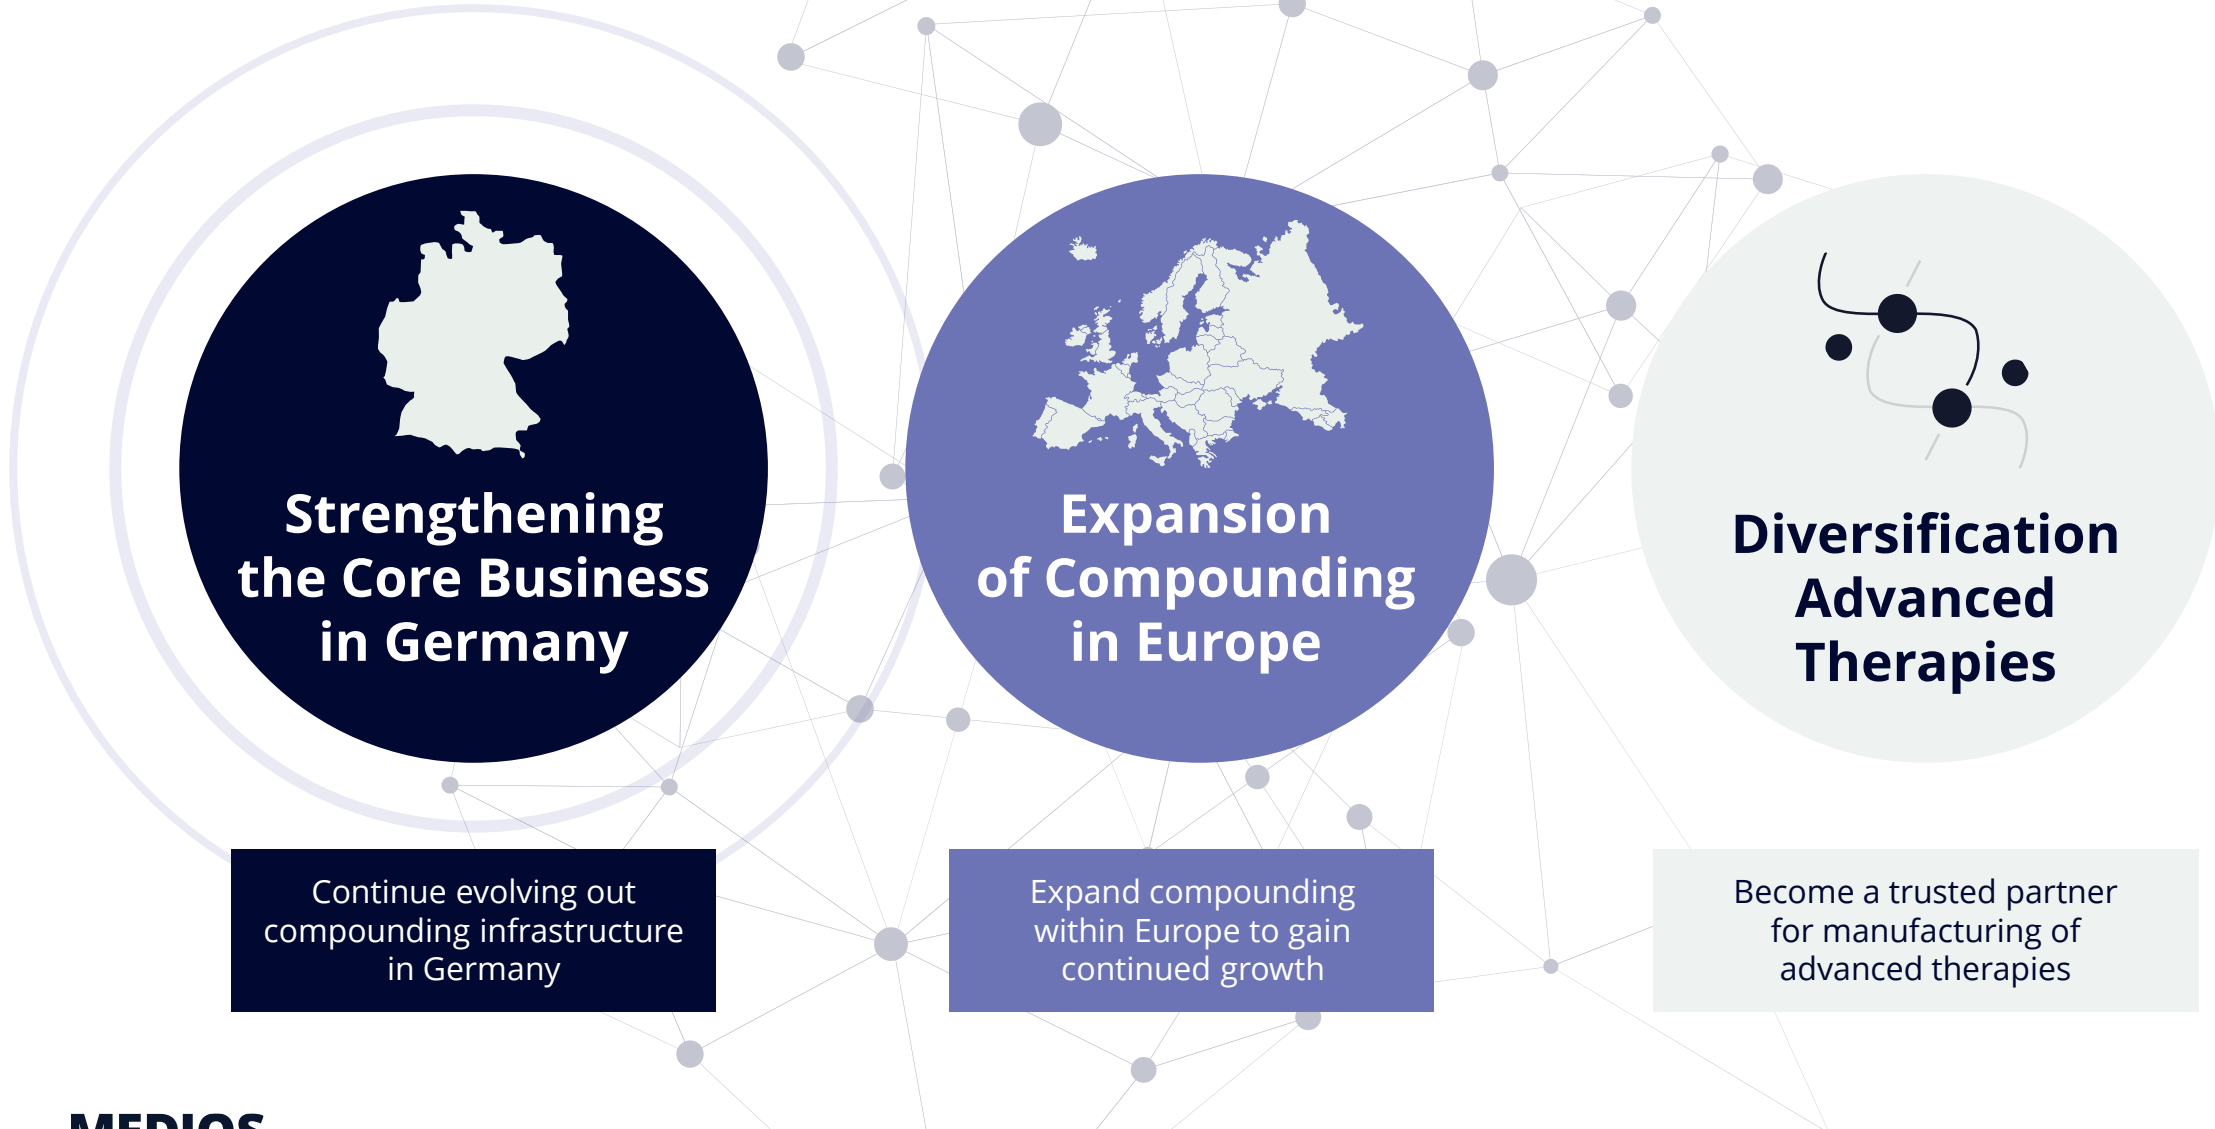 Strengthening
the Core Business
in Germany
Expansion
of Compounding
in Europe
Diversification
Advanced
Therapies
Continue evolving out
compounding infrastructure
in Germany
Expand compounding
within Europe to gain
continued growth
Become a trusted partner
for manufacturing of
advanced therapies
MEDIOS